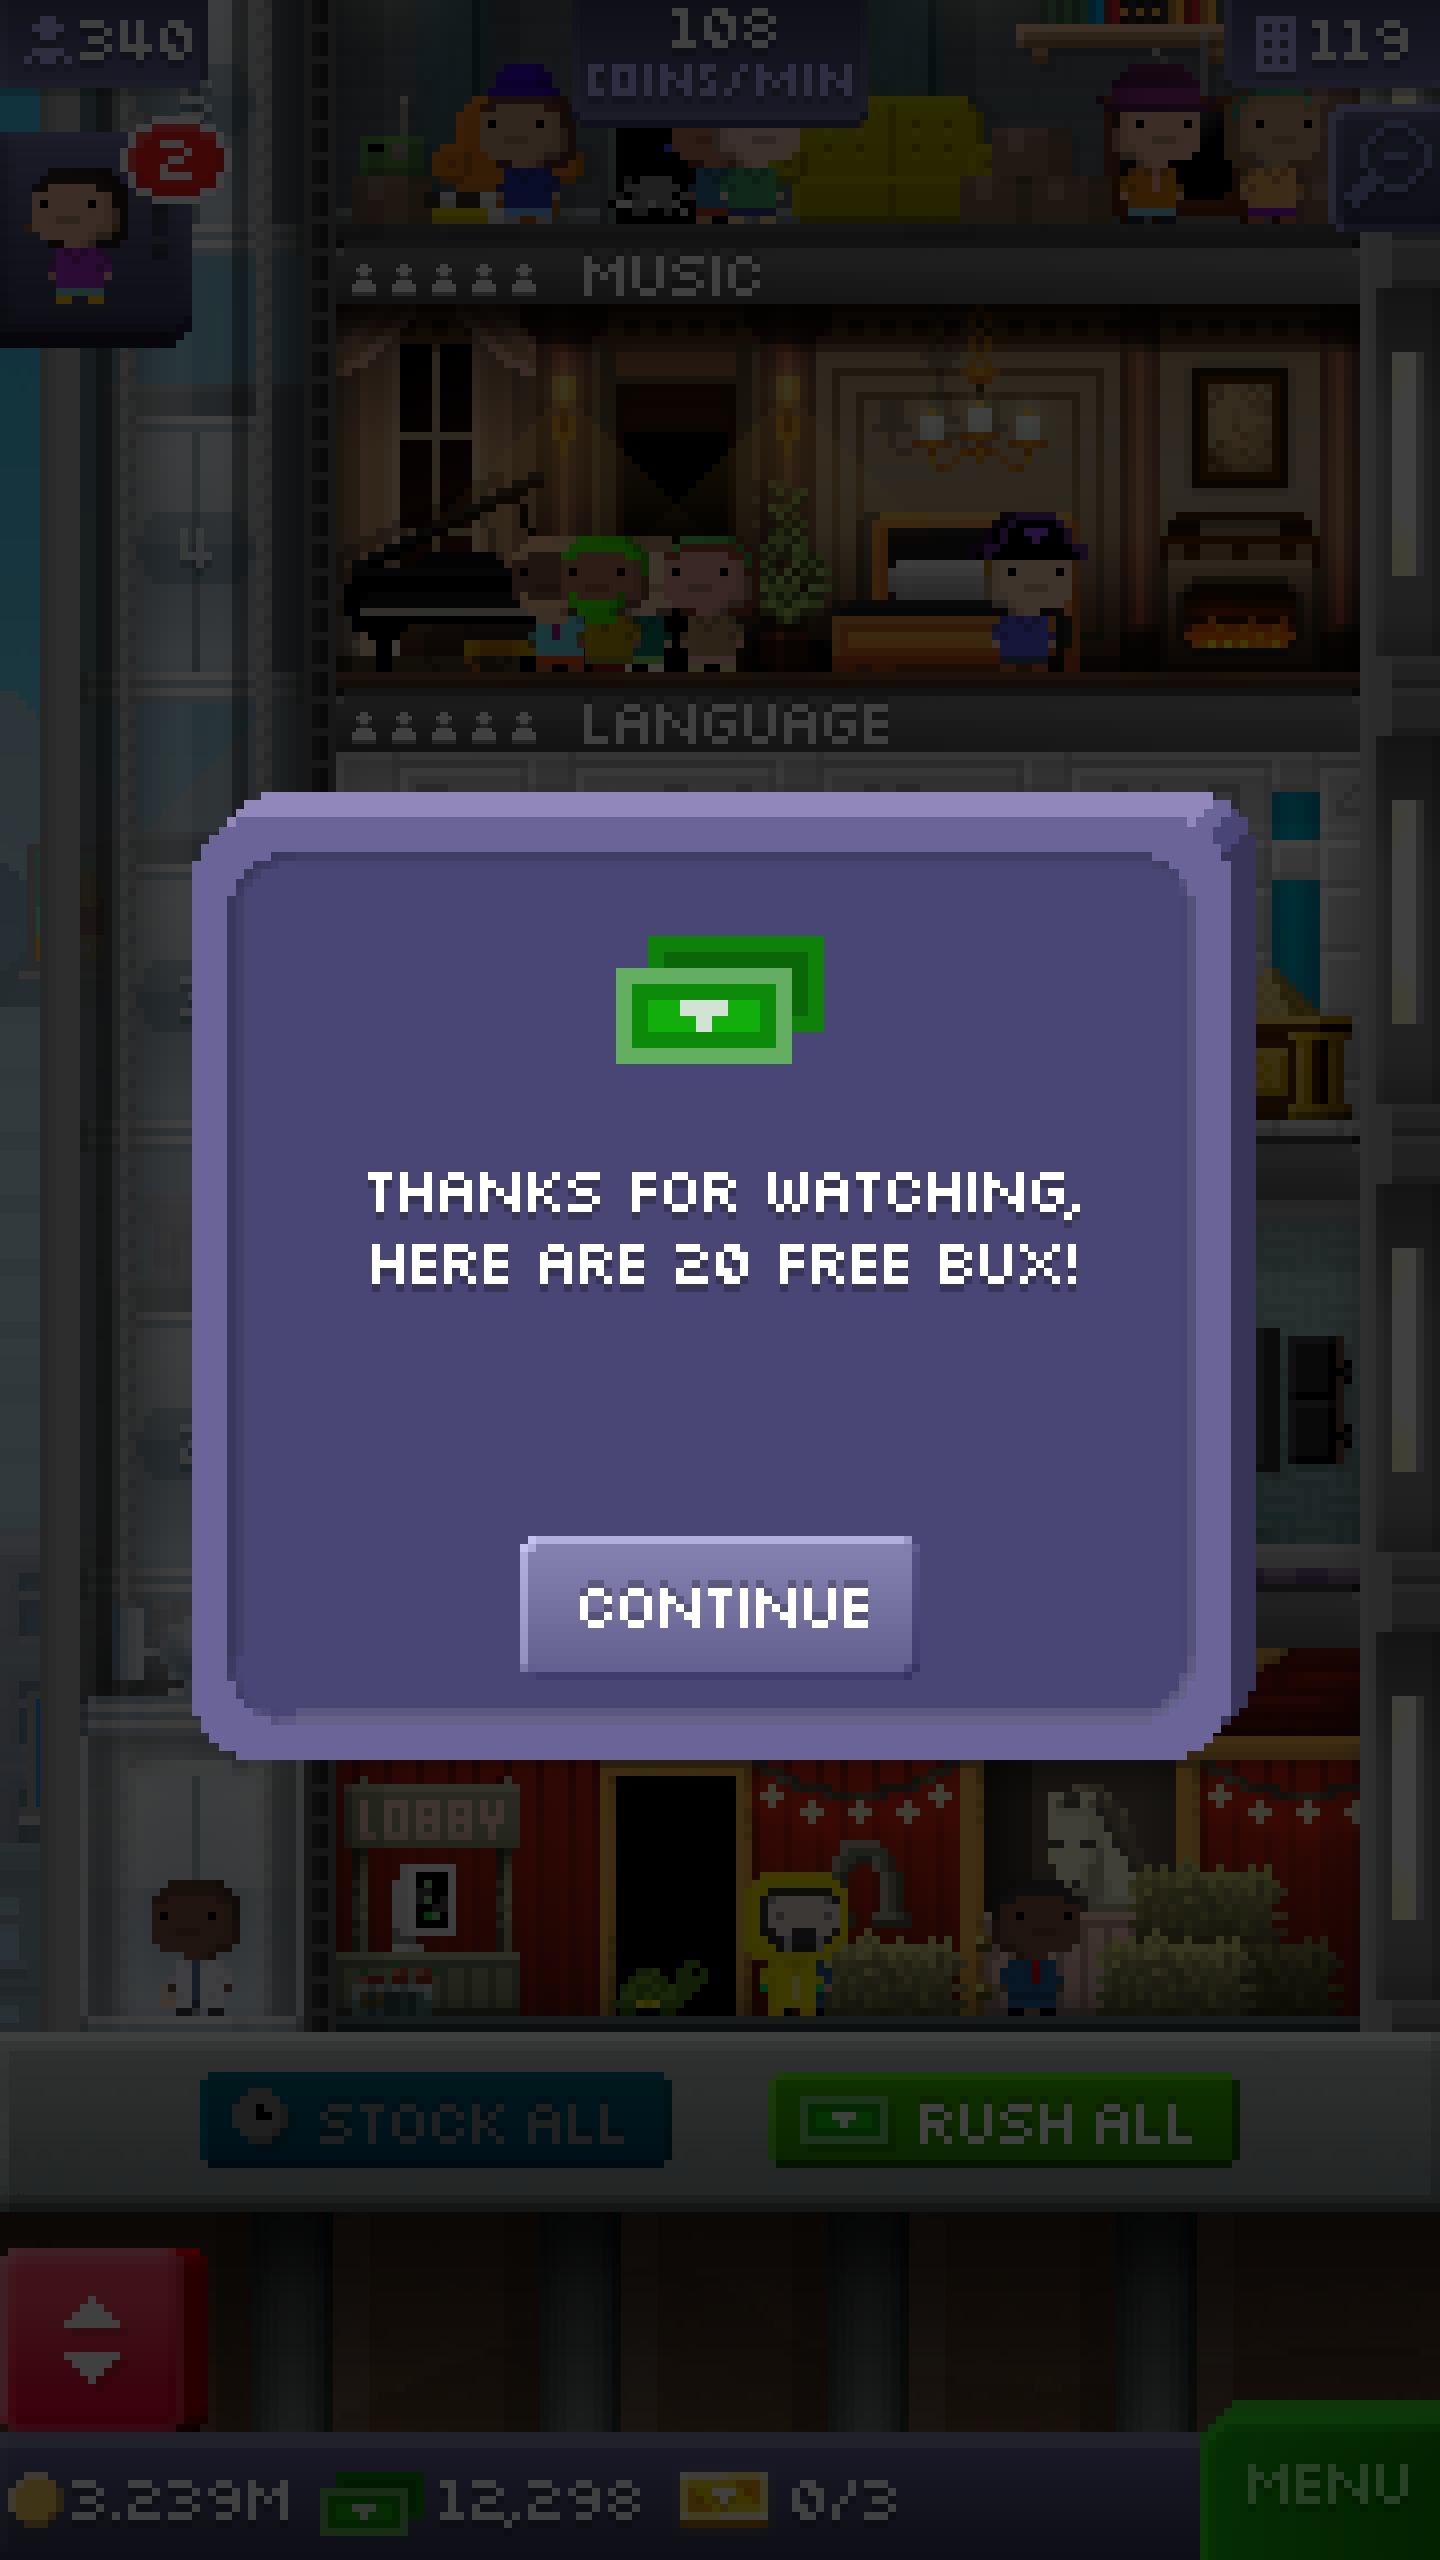 340
108
COINS/MIN
119
2
MUSIC
4
LANGUAGE
THANKS FOR WATCHING,
HERE ARE 20 FREE BUX!
CONTINUE
LOBBY
STOCK ALL
RUSH ALL
3.239M
12,298
0/3
MENU